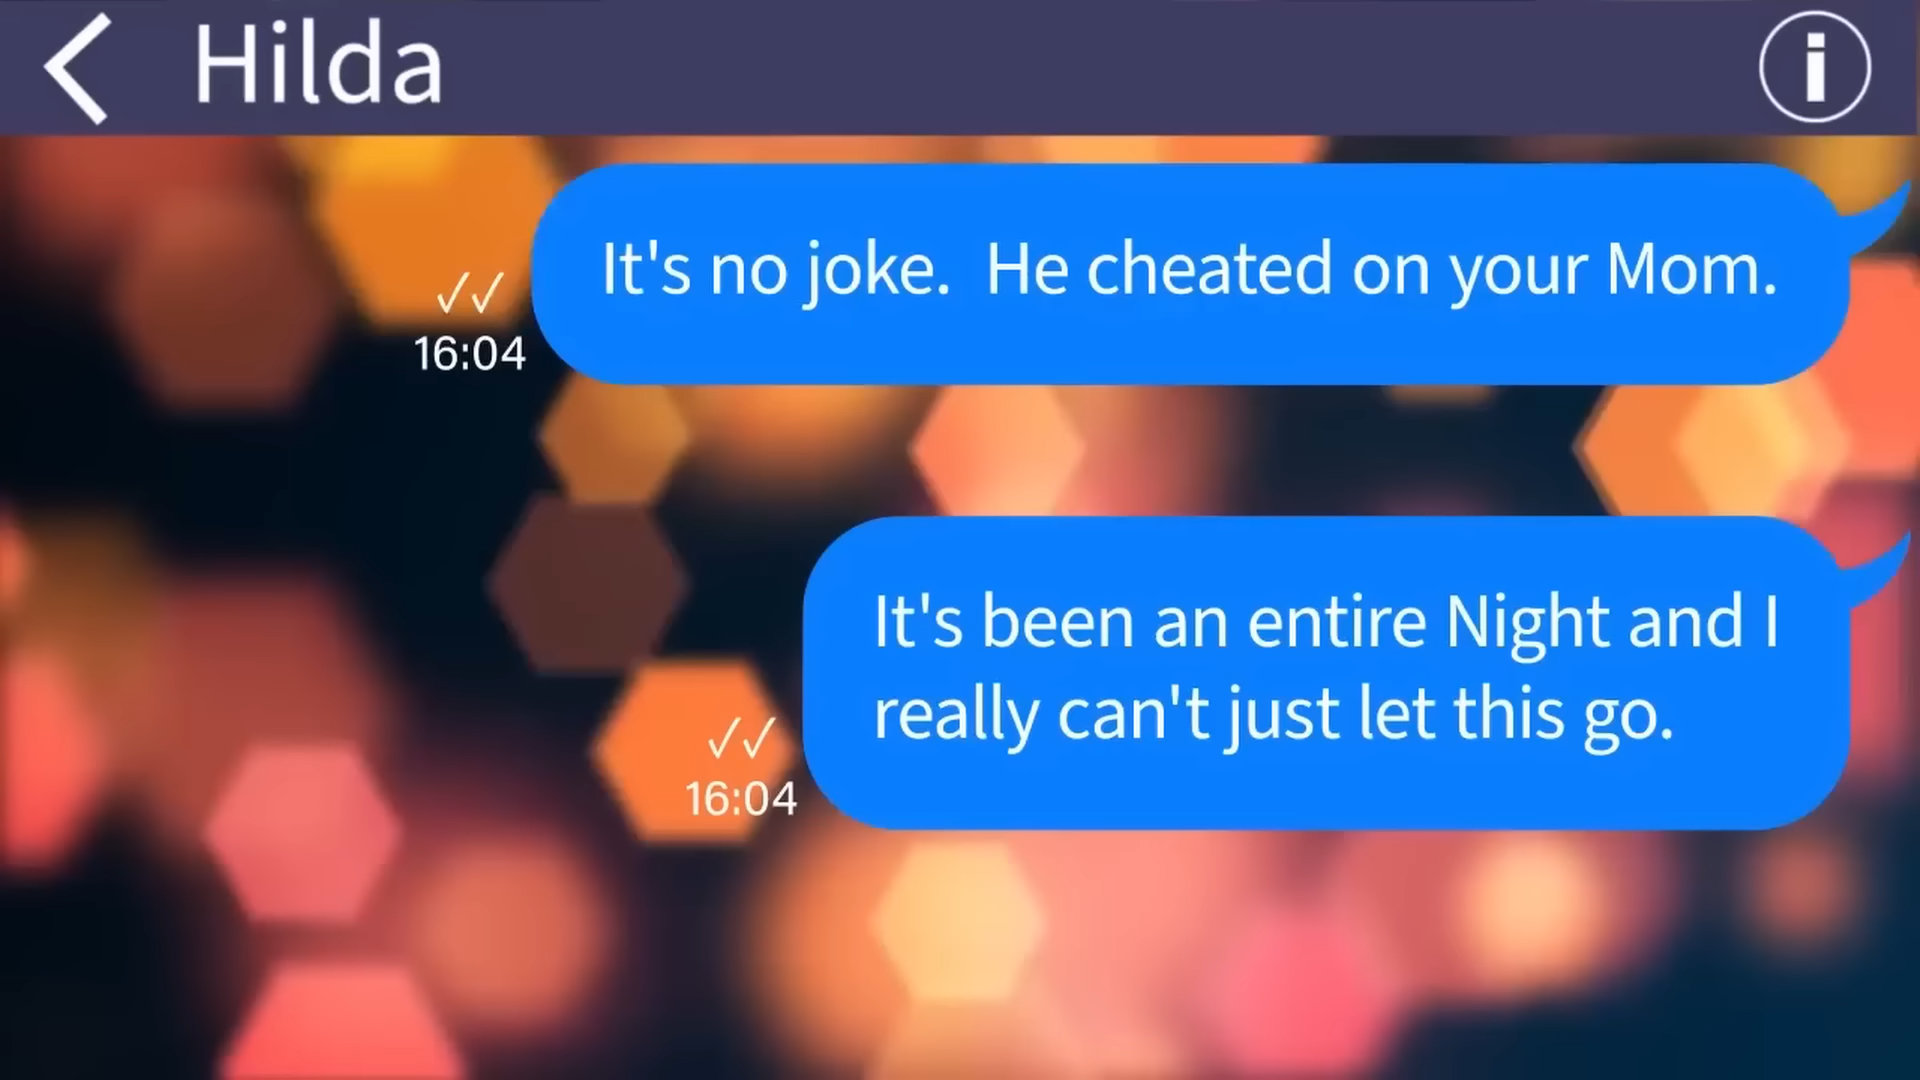 Hilda
It's no joke.  He cheated on your Mom.
✓✓
16:04
It's been an entire Night and I
really can't just let this go.
✓✓
16:04